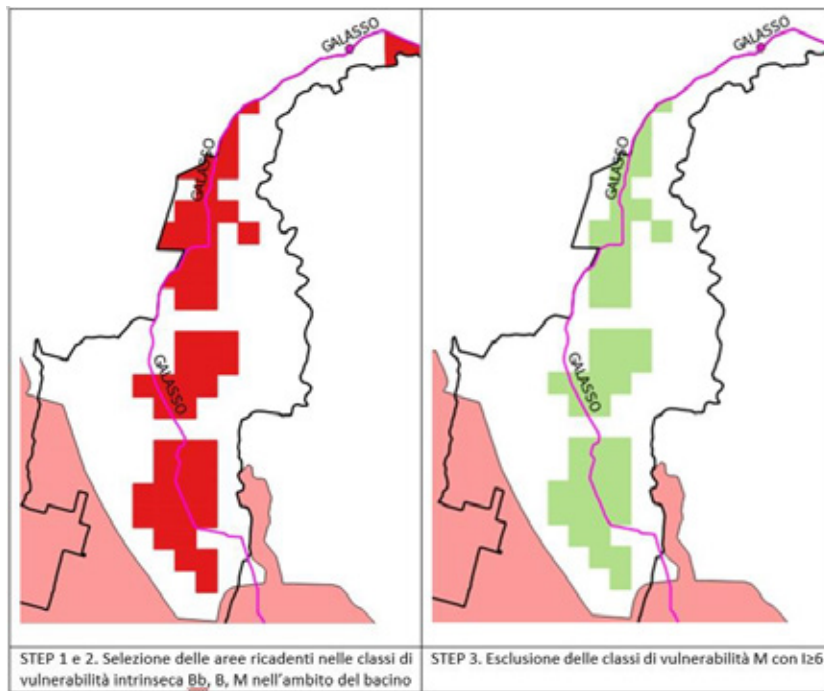 GALASSO
GALASSO
GALASSO
GALASSO
GALASSO
GALASSO
STEP 1 e 2. Selezione delle aree ricadenti nelle classi di
vulnerabilità intrinseca Bb, B, M nell'ambito del bacino
STEP 3. Esclusione delle classi di vulnerabilità M con I≥6